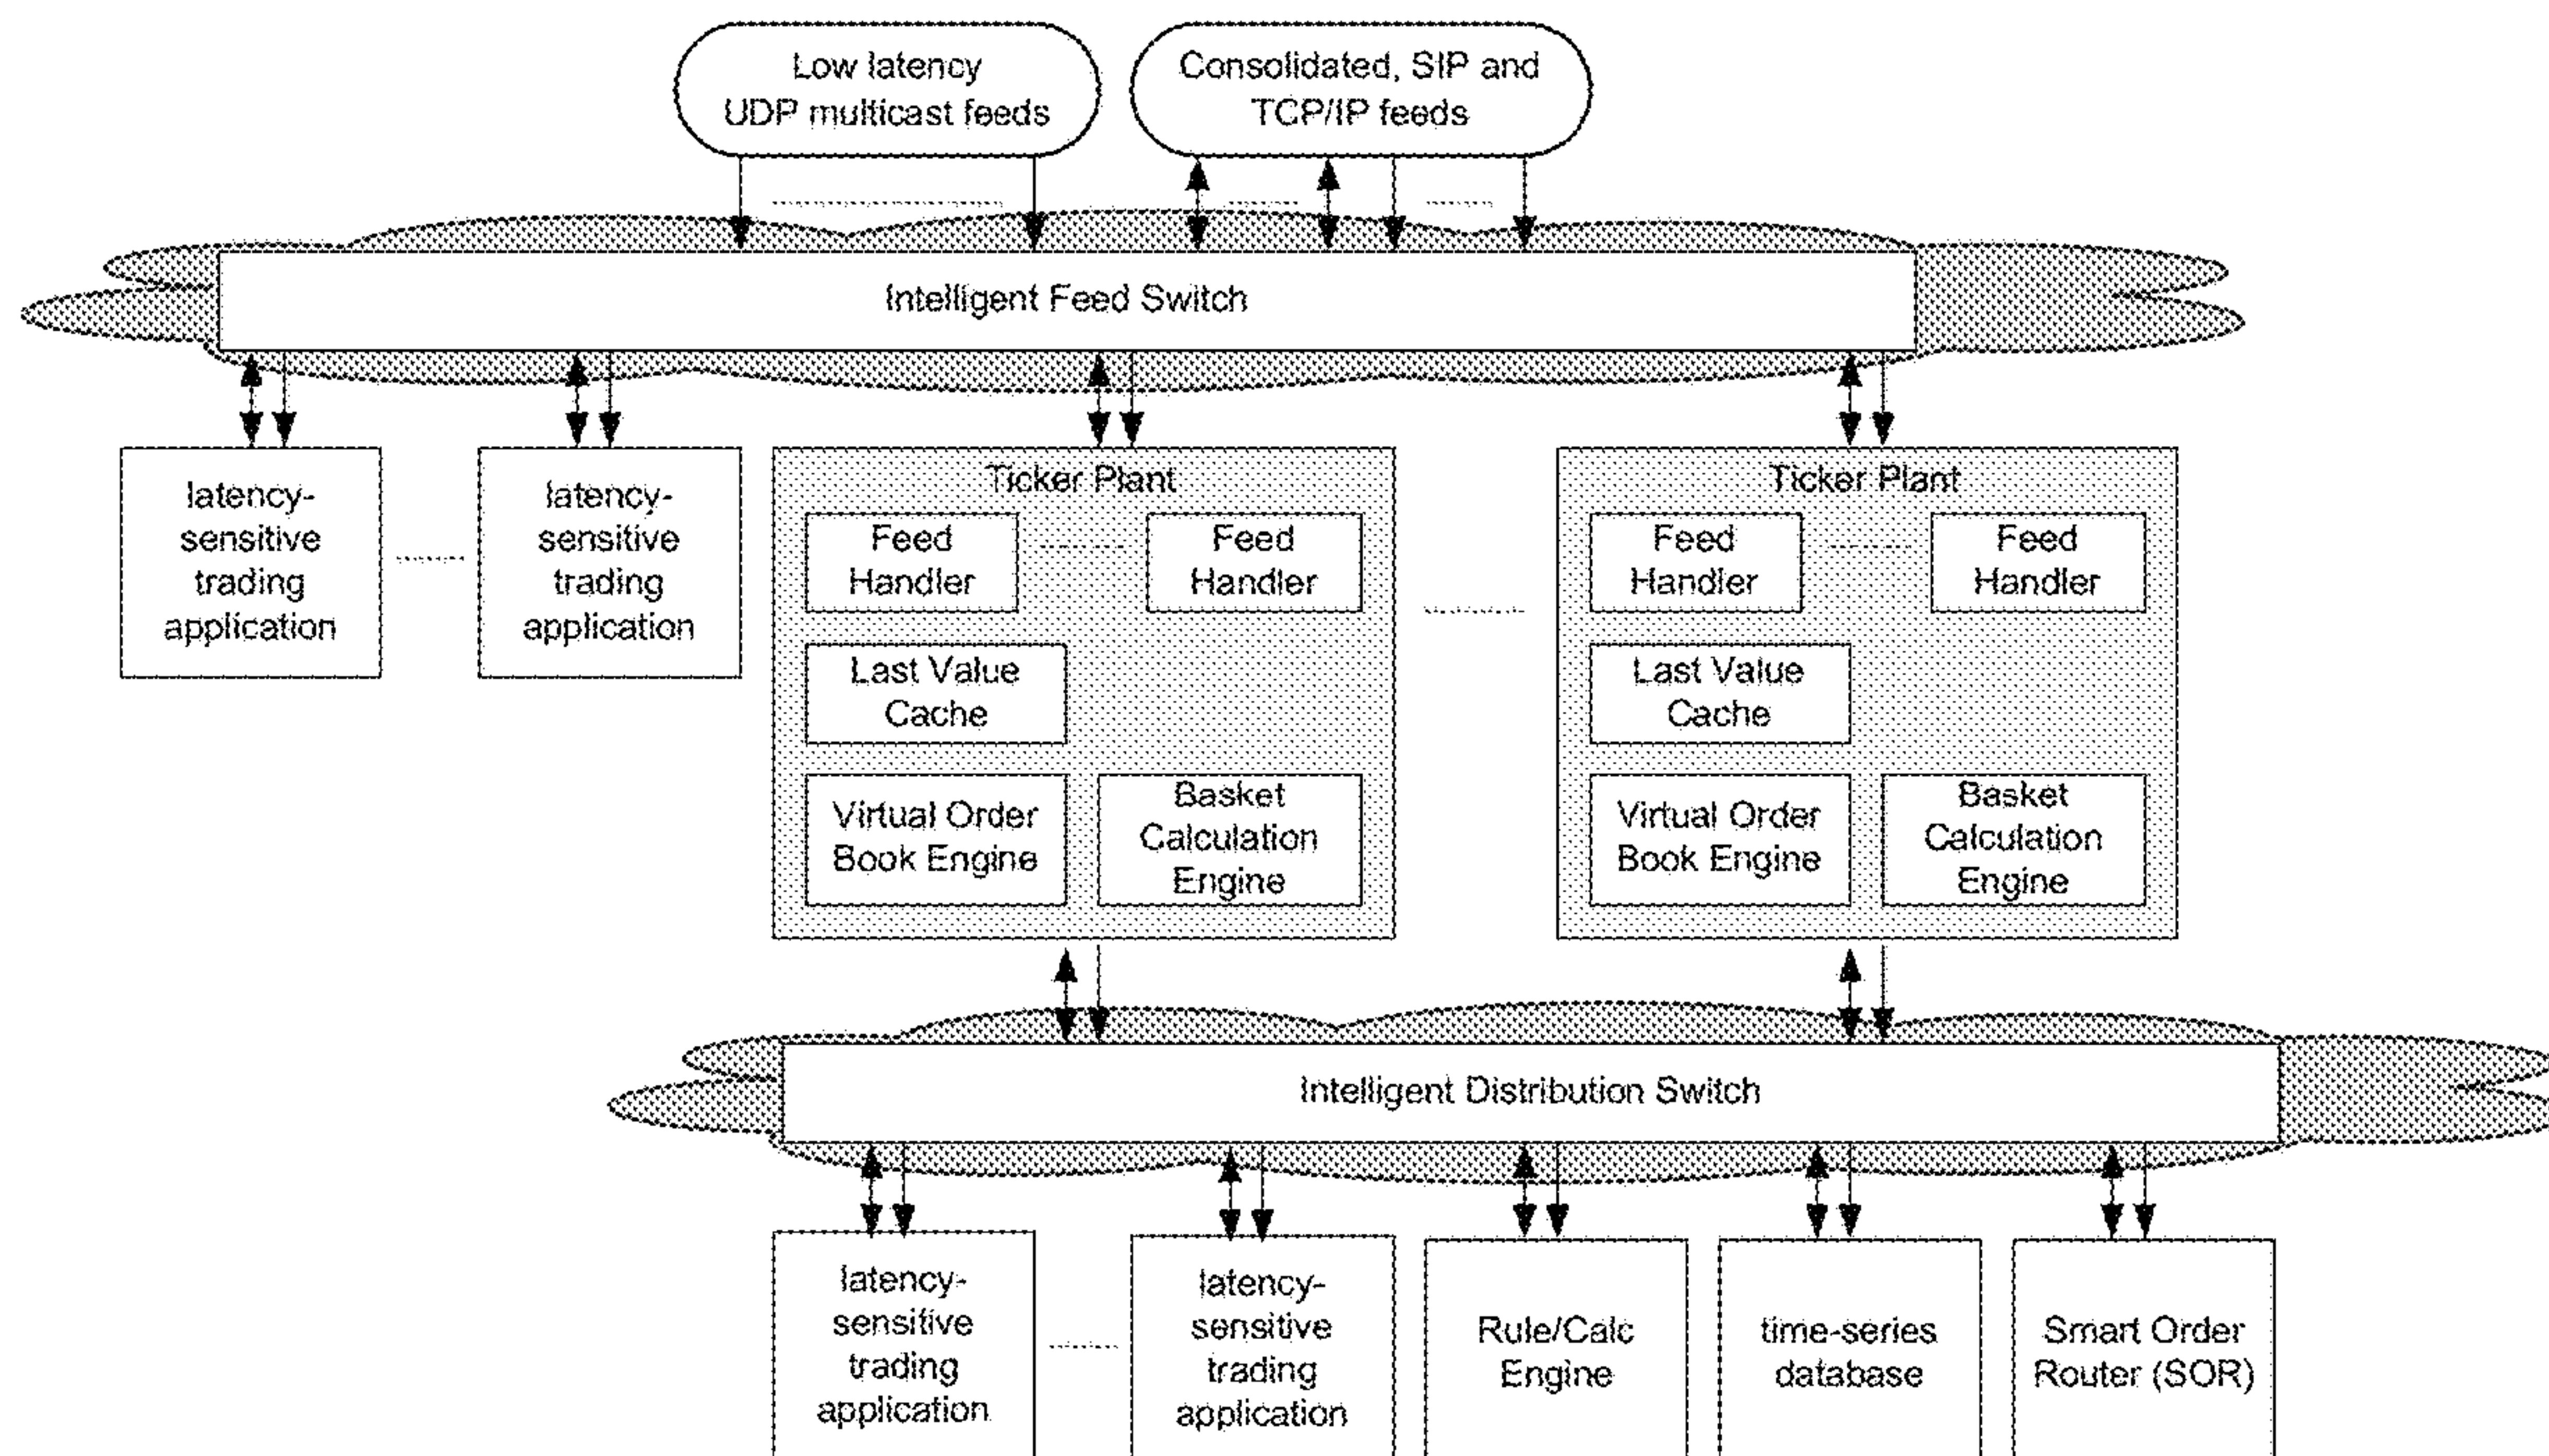 Low latency
UDP multicast feeds
Consolidated, SIP and
TCP/IP feeds
Intelligent Feed Switch
latency-
sensitive
trading
application
latency-
sensitive
trading
application
Ticker Plant
Feed
Handler
Feed
Handler
Last Value
Cache
Virtual Order
Book Engine
Basket
Calculation
Engine
Ticker Plant
Feed
Handler
Feed
Handler
Last Value
Cache
Virtual Order
Book Engine
Basket
Calculation
Engine
Intelligent Distribution Switch
latency-
sensitive
trading
application
latency-
sensitive
trading
application
Rule/Calc
Engine
time-series
database
Smart Order
Router (SOR)